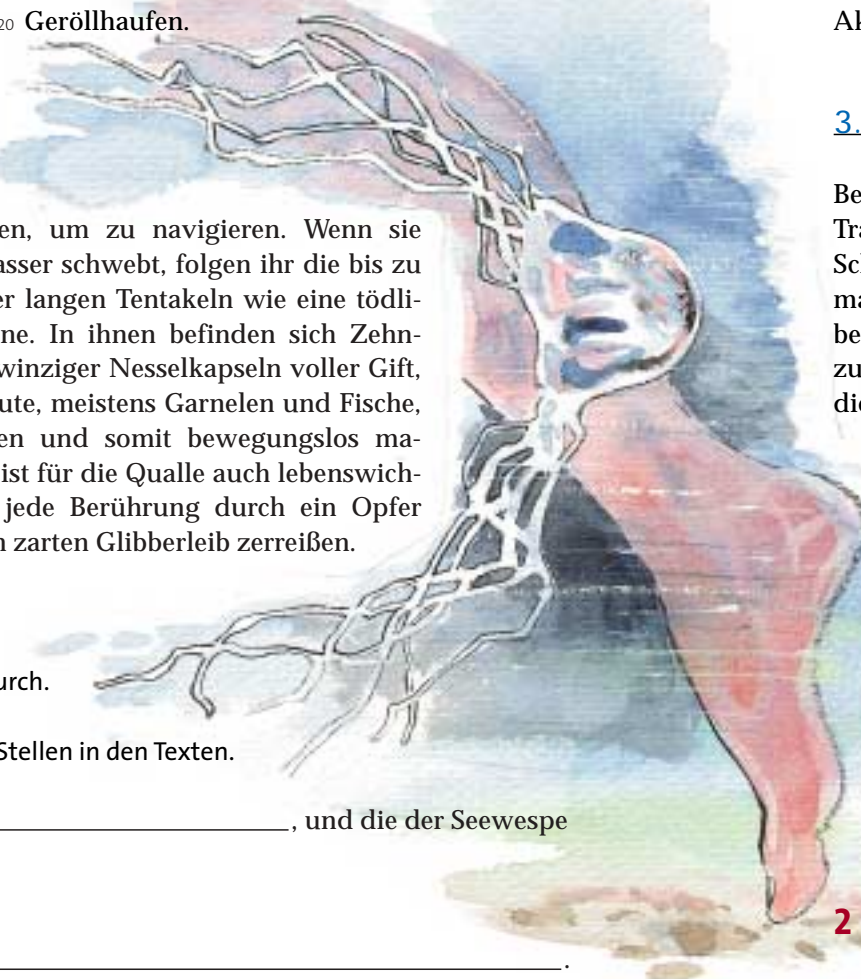 20 Geröllhaufen.
en, um zu navigieren. Wenn sie
asser schwebt, folgen ihr die bis zu
er langen Tentakeln wie eine tödli-
ne. In ihnen befinden sich Zehn-
winziger Nesselkapseln voller Gift,
ute, meistens Garnelen und Fische,
en und somit bewegungslos ma-
ist für die Qualle auch lebenswich-
jede Berührung durch ein Opfer
n zarten Glibberleib zerreißen.
urch.
Stellen in den Texten.
, und die der Seewespe
.
Ak
3.
Be
Tra
Sch
ma
be
zu
die
2